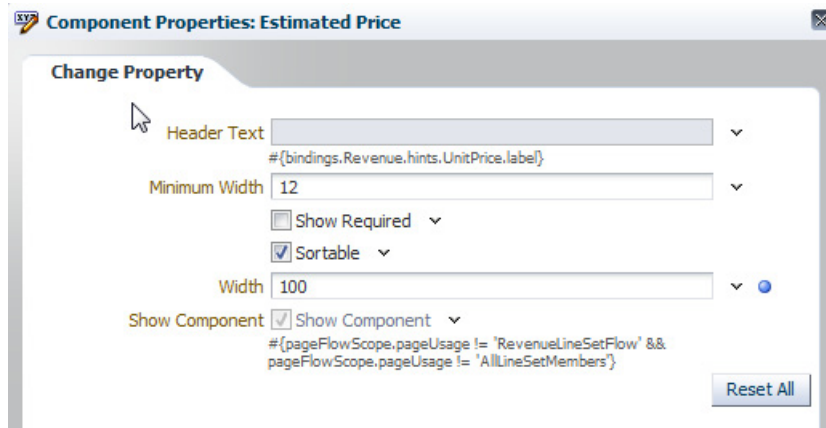 Component Properties: Estimated Price
Change Property
Header Text
#{bindings.Revenue.hints.UnitPrice.label}
Minimum Width 12
Show Required
Sortable
Width 100
Show Component Show Component
#{pageFlowScope.pageUsage != 'RevenueLineSetFlow' &&
pageFlowScope.pageUsage != 'AllLineSetMembers'}
Reset All